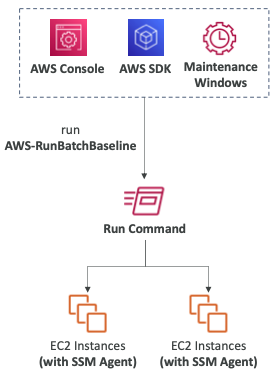 AWS Console
AWS SDK
Maintenance
Windows
run
AWS-RunBatchBaseline
Run Command
EC2 Instances
(with SSM Agent)
EC2 Instances
(with SSM Agent)